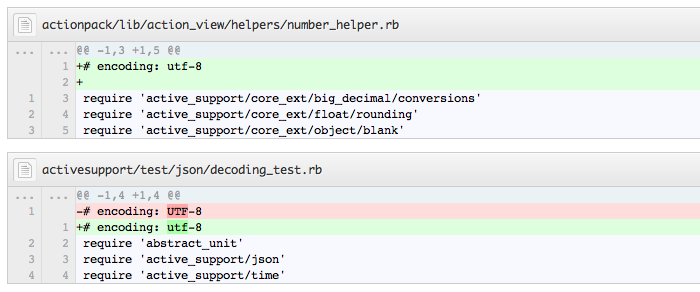 actionpack/lib/action_view/helpers/number_helper.rb
... ... @@ -1,3 +1,5 @@
1 +# encoding: utf-8
2 +
1 3 require 'active_support/core_ext/big_decimal/conversions'
2 4 require 'active_support/core_ext/float/rounding'
3 5 require 'active_support/core_ext/object/blank'
activesupport/test/json/decoding_test.rb
... ... @@ -1,4 +1,4 @@
1 -# encoding: UTF-8
1 +# encoding: utf-8
2 2 require 'abstract_unit'
3 3 require 'active_support/json'
4 4 require 'active_support/time'